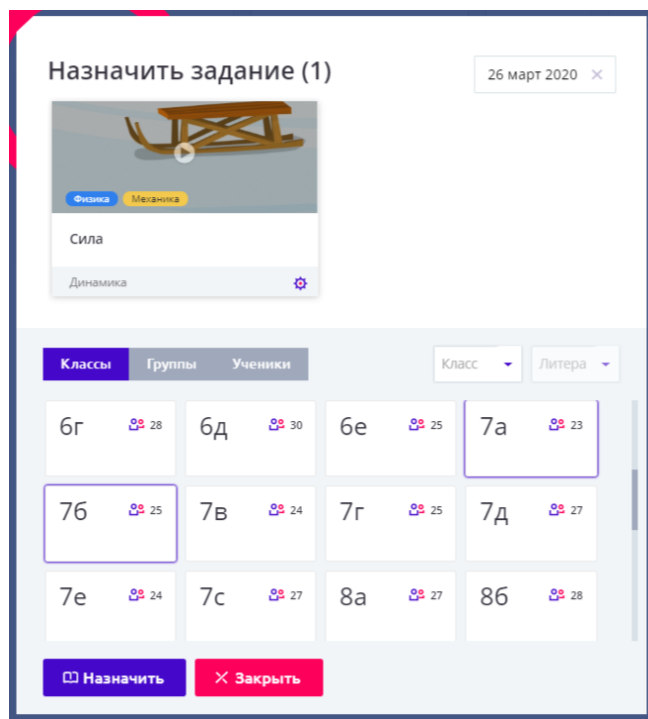 Назначить задание (1)
26 март 2020
Физика Механика
Сила
Динамика
Классы Группы Ученики Класс Литера
6г 28 6д 30 6е 25 7а 23
7б 25 7в 24 7г 25 7д 27
7е 24 7с 27 8а 27 8б 28
Назначить Закрыть